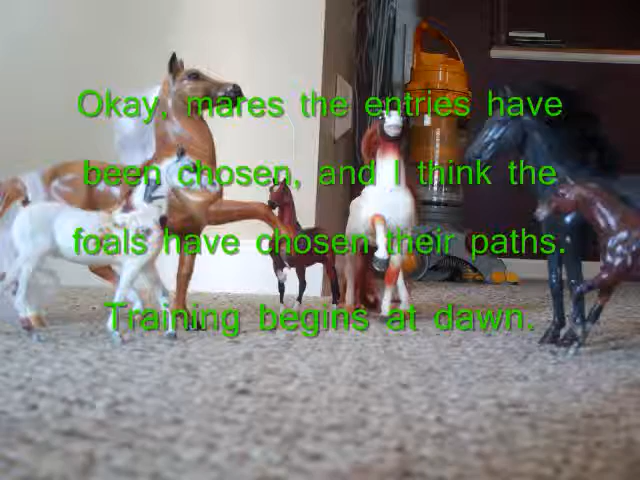 Okay, mares the entries have
been chosen, and I think the
foals have chosen their paths.
Training begins at dawn.